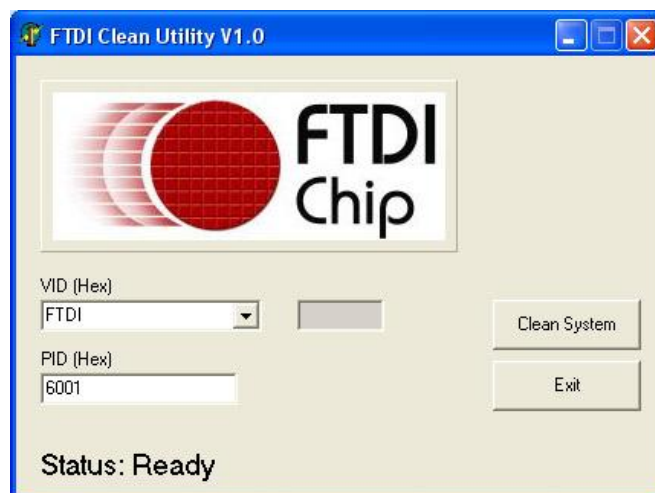 FTDI Clean Utility V1.0
FTDI
Chip
VID (Hex)
FTDI
Clean System
PID (Hex)
6001
Exit
Status: Ready